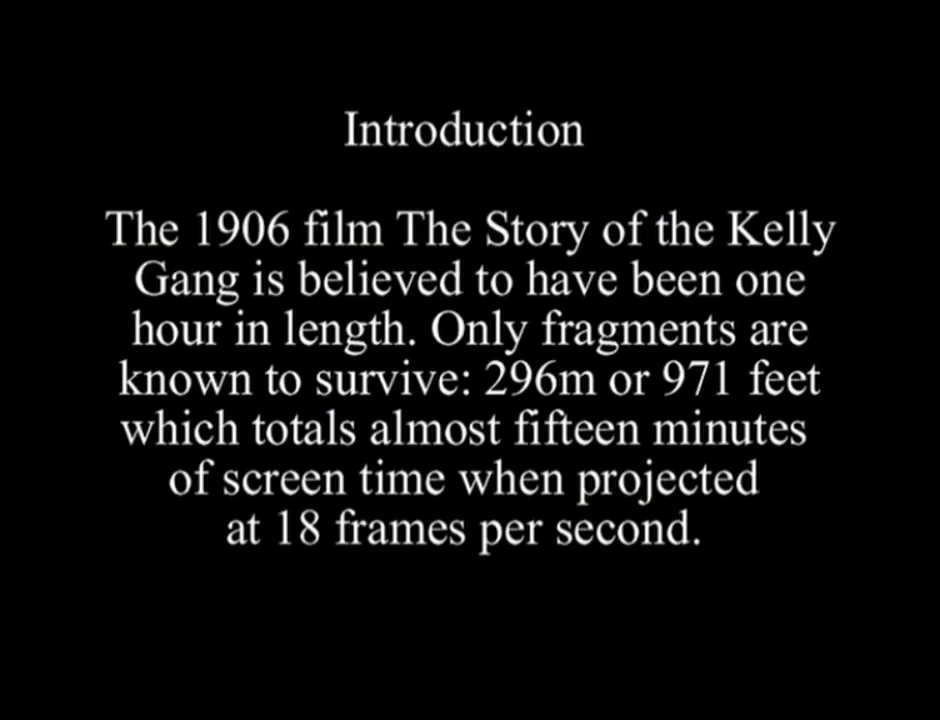 Introduction
The 1906 film The Story of the Kelly
Gang is believed to have been one
hour in length. Only fragments are
known to survive: 296m or 971 feet
which totals almost fifteen minutes
of screen time when projected
at 18 frames per second.